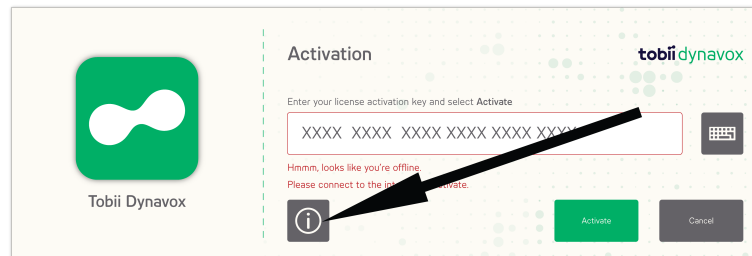 Activation
tobii dynavox
Enter your license activation key and select Activate
XXXX XXXX XXXX XXXX XXXX XXXX
Hmmm, looks like you're offline.
Please connect to the
Tobii Dynavox
Activate
Cancel